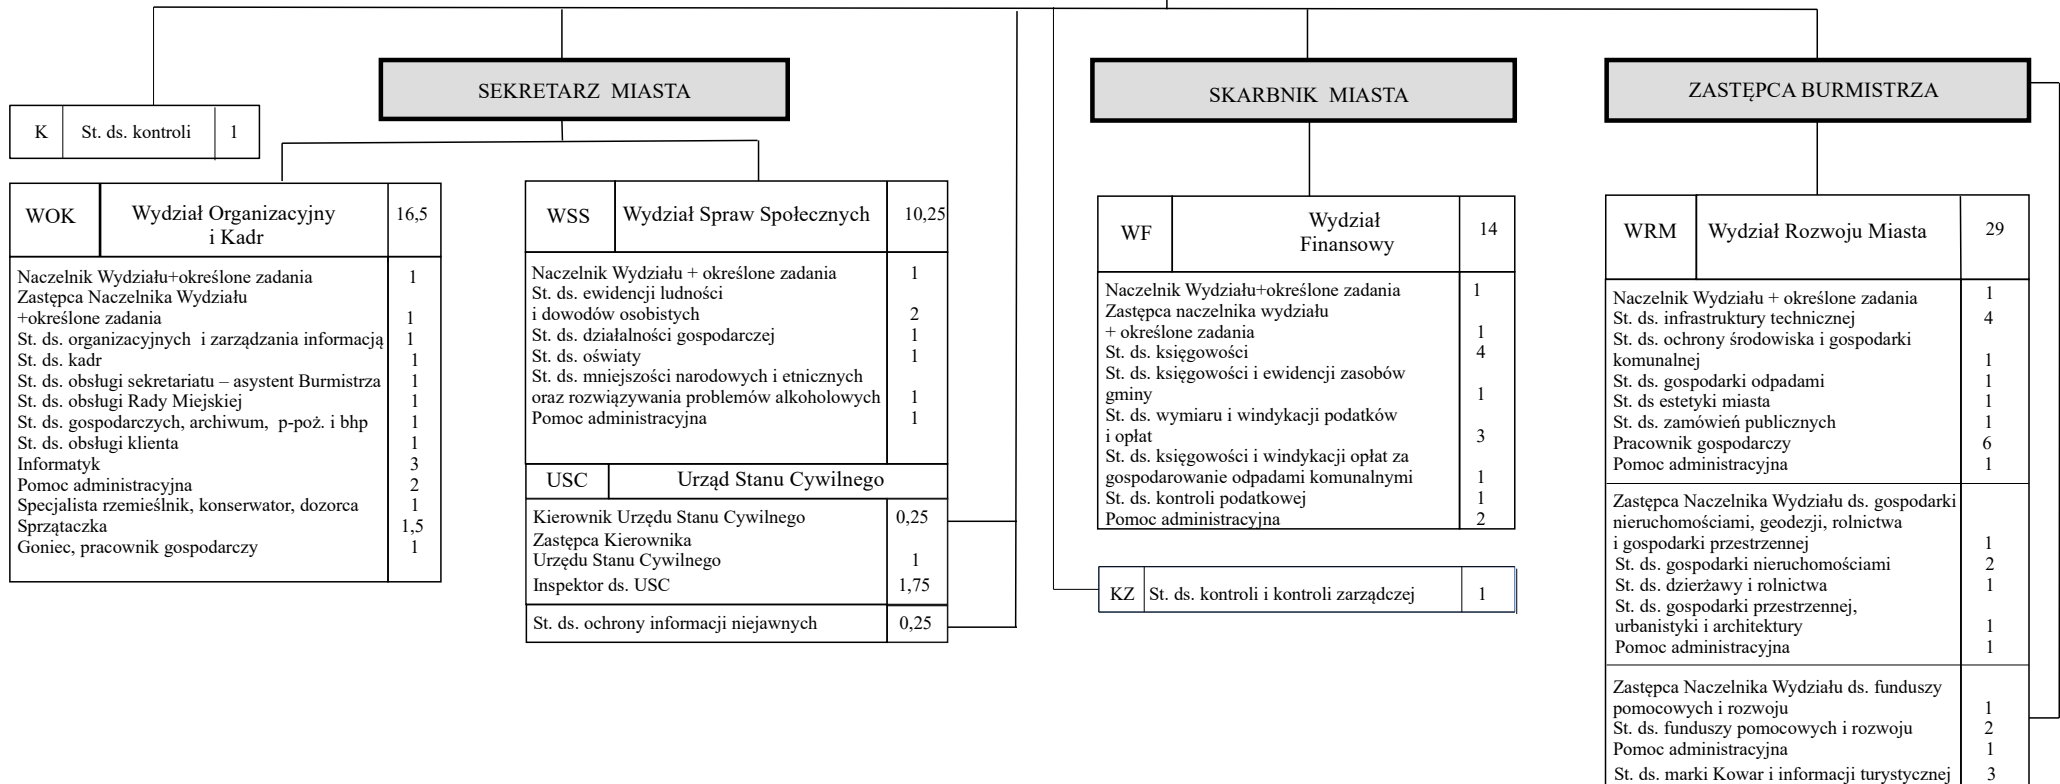 SEKRETARZ MIASTA
SKARBNIK MIASTA
ZASTĘPCA BURMISTRZA
K St. ds. kontroli 1
WOK Wydział Organizacyjny i Kadr 16,5
Naczelnik Wydziału+określone zadania 1
Zastępca Naczelnika Wydziału
+określone zadania 1
St. ds. organizacyjnych i zarządzania informacją 1
St. ds. kadr 1
St. ds. obsługi sekretariatu – asystent Burmistrza 1
St. ds. obsługi Rady Miejskiej 1
St. ds. gospodarczych, archiwum, p-poż. i bhp 1
St. ds. obsługi klienta 1
Informatyk 3
Pomoc administracyjna 2
Specjalista rzemieślnik, konserwator, dozorca 1
Sprzątaczka 1,5
Goniec, pracownik gospodarczy 1
WSS Wydział Spraw Społecznych 10,25
Naczelnik Wydziału + określone zadania 1
St. ds. ewidencji ludności
i dowodów osobistych 2
St. ds. działalności gospodarczej 1
St. ds. oświaty 1
St. ds. mniejszości narodowych i etnicznych
oraz rozwiązywania problemów alkoholowych 1
Pomoc administracyjna 1
USC Urząd Stanu Cywilnego
Kierownik Urzędu Stanu Cywilnego 0,25
Zastępca Kierownika
Urzędu Stanu Cywilnego 1
Inspektor ds. USC 1,75
St. ds. ochrony informacji niejawnych 0,25
WF Wydział Finansowy 14
Naczelnik Wydziału+określone zadania 1
Zastępca naczelnika wydziału
+ określone zadania 1
St. ds. księgowości 4
St. ds. księgowości i ewidencji zasobów
gminy 1
St. ds. wymiaru i windykacji podatków
i opłat 3
St. ds. księgowości i windykacji opłat za
gospodarowanie odpadami komunalnymi 1
St. ds. kontroli podatkowej 1
Pomoc administracyjna 2
KZ St. ds. kontroli i kontroli zarządczej 1
WRM Wydział Rozwoju Miasta 29
Naczelnik Wydziału + określone zadania 1
St. ds. infrastruktury technicznej 4
St. ds. ochrony środowiska i gospodarki
komunalnej 1
St. ds. gospodarki odpadami 1
St. ds estetyki miasta 1
St. ds. zamówień publicznych 1
Pracownik gospodarczy 6
Pomoc administracyjna 1
Zastępca Naczelnika Wydziału ds. gospodarki
nieruchomościami, geodezji, rolnictwa
i gospodarki przestrzennej 1
St. ds. gospodarki nieruchomościami 2
St. ds. dzierżawy i rolnictwa 1
St. ds. gospodarki przestrzennej,
urbanistyki i architektury 1
Pomoc administracyjna 1
Zastępca Naczelnika Wydziału ds. funduszy
pomocowych i rozwoju 1
St. ds. funduszy pomocowych i rozwoju 2
Pomoc administracyjna 1
St. ds. marki Kowar i informacji turystycznej 3